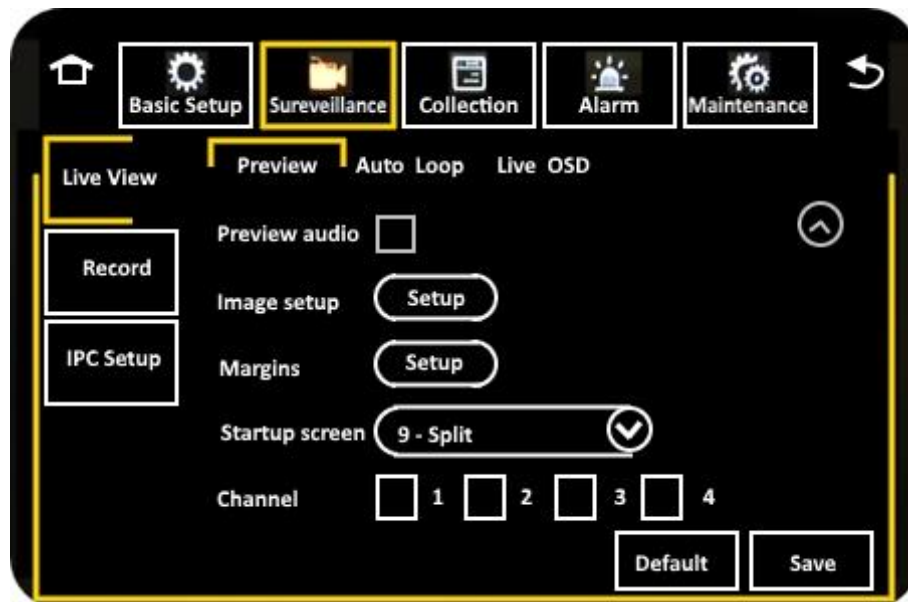 Basic Setup
Sureveillance
Collection
Alarm
Maintenance
Live View
Preview
Auto Loop
Live OSD
Record
IPC Setup
Preview audio
Image setup
Setup
Margins
Setup
Startup screen
9 - Split
Channel
1
2
3
4
Default
Save